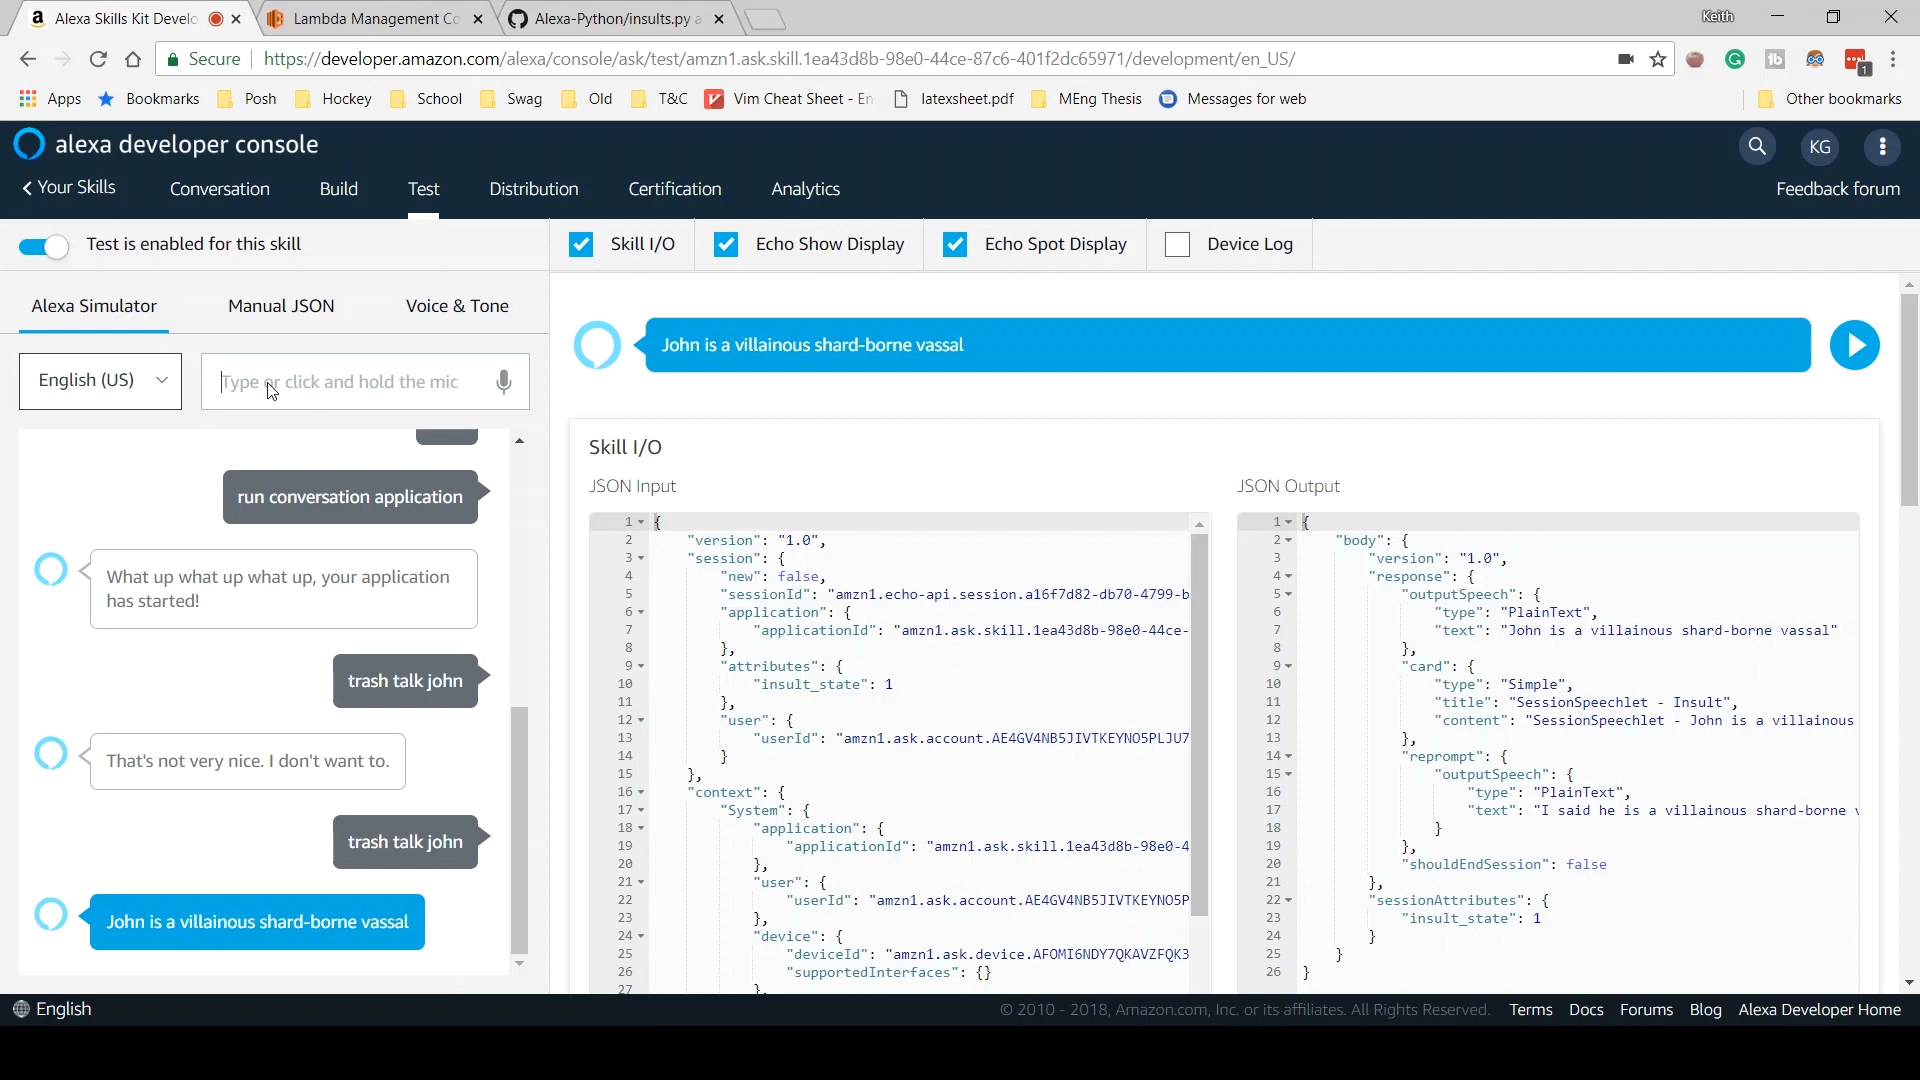 Alexa Skills Kit Develo
Lambda Management Co
Alexa-Python/insults.py a
Keith
Secure
https://developer.amazon.com/alexa/console/ask/test/amzn1.ask.skill.1ea43d8b-98e0-44ce-87c6-401f2dc65971/development/en_US/
1
Apps
Bookmarks
Posh
Hockey
School
Swag
Old
T&C
Vim Cheat Sheet - En
latexsheet.pdf
MEng Thesis
Messages for web
Other bookmarks
alexa developer console
KG
Your Skills
Conversation
Build
Test
Distribution
Certification
Analytics
Feedback forum
Test is enabled for this skill
Skill I/O
Echo Show Display
Echo Spot Display
Device Log
Alexa Simulator
Manual JSON
Voice & Tone
English (US)
Type or click and hold the mic
run conversation application
What up what up what up, your application
has started!
trash talk john
That's not very nice. I don't want to.
trash talk john
John is a villainous shard-borne vassal
John is a villainous shard-borne vassal
Skill I/O
JSON Input
1 {
2 "version": "1.0",
3 "session": {
4 "new": false,
5 "sessionId": "amzn1.echo-api.session.a16f7d82-db70-4799-b
6 "application": {
7 "applicationId": "amzn1.ask.skill.1ea43d8b-98e0-44ce-
8 },
9 "attributes": {
10 "insult_state": 1
11 },
12 "user": {
13 "userId": "amzn1.ask.account.AE4GV4NB5JIVTKEYNO5PLJU7
14 }
15 },
16 "context": {
17 "System": {
18 "application": {
19 "applicationId": "amzn1.ask.skill.1ea43d8b-98e0-4
20 },
21 "user": {
22 "userId": "amzn1.ask.account.AE4GV4NB5JIVTKEYNO5P
23 },
24 "device": {
25 "deviceId": "amzn1.ask.device.AFOMI6NDY7QKAVZFQK3
26 "supportedInterfaces": {}
27 },
JSON Output
1 {
2 "body": {
3 "version": "1.0",
4 "response": {
5 "outputSpeech": {
6 "type": "PlainText",
7 "text": "John is a villainous shard-borne vassal"
8 },
9 "card": {
10 "type": "Simple",
11 "title": "SessionSpeechlet - Insult",
12 "content": "SessionSpeechlet - John is a villainous
13 },
14 "reprompt": {
15 "outputSpeech": {
16 "type": "PlainText",
17 "text": "I said he is a villainous shard-borne v
18 }
19 },
20 "shouldEndSession": false
21 },
22 "sessionAttributes": {
23 "insult_state": 1
24 }
25 }
26 }
English
© 2010 - 2018, Amazon.com, Inc. or its affiliates. All Rights Reserved.
Terms
Docs
Forums
Blog
Alexa Developer Home